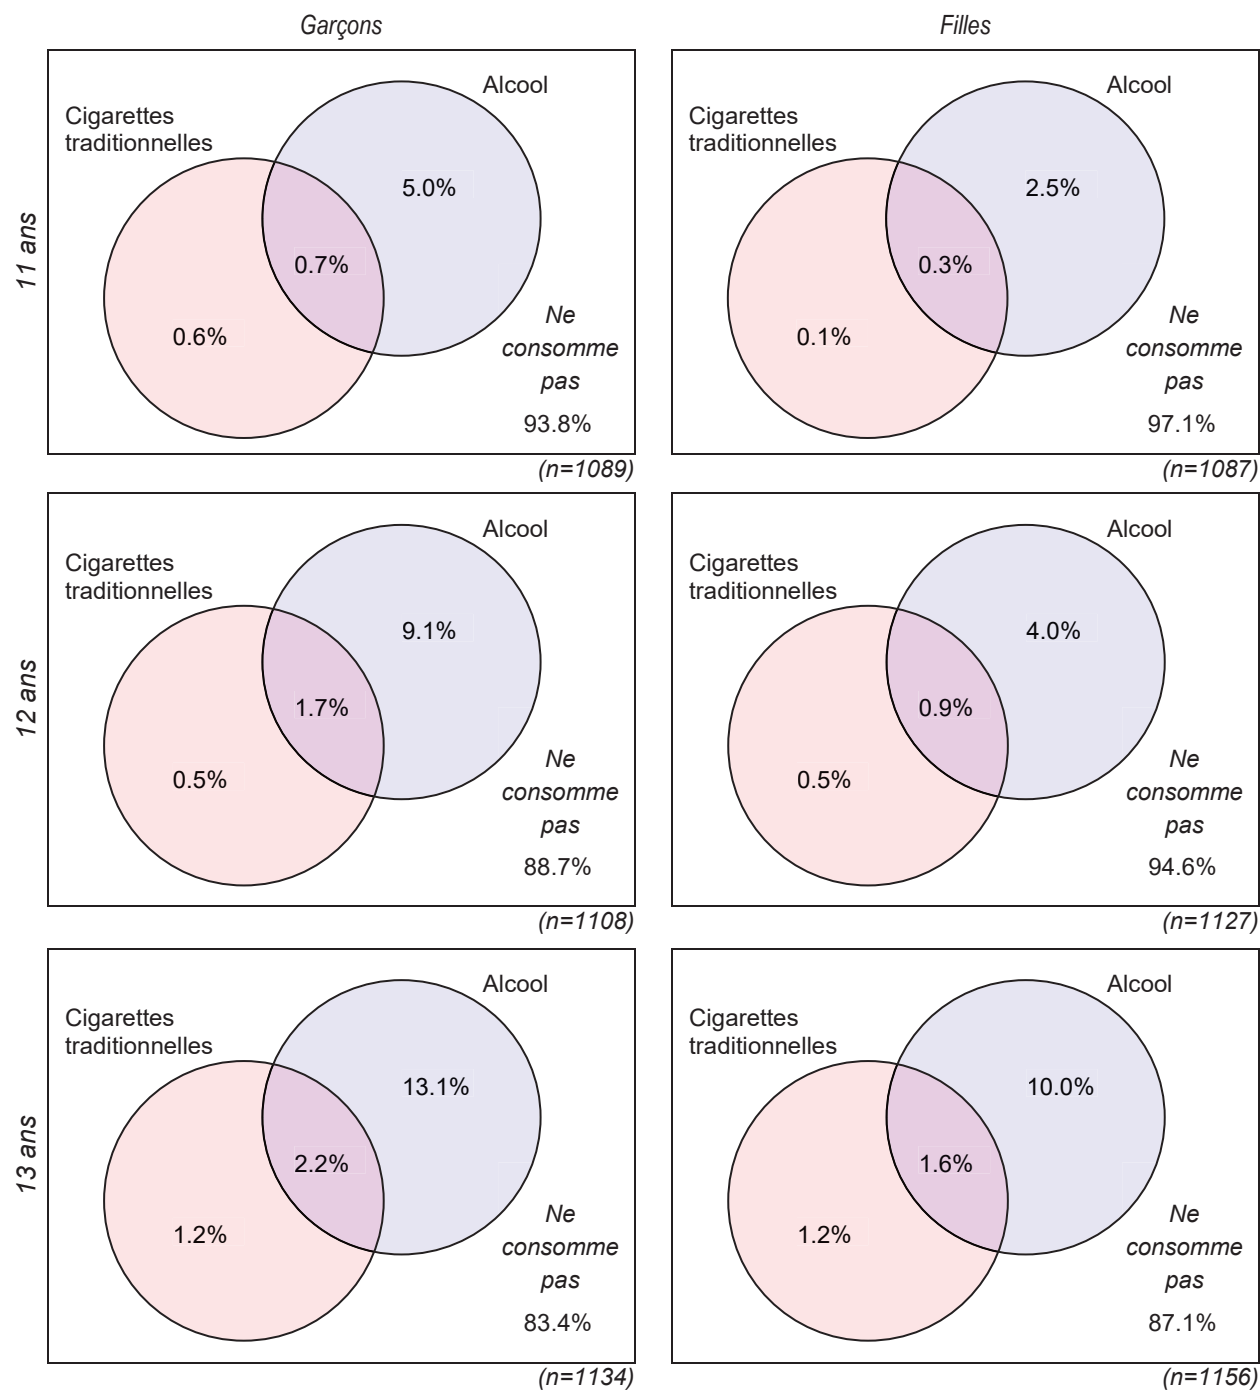 Garçons
Filles
11 ans
Cigarettes
traditionnelles
Alcool
5.0%
0.7%
0.6%
Ne
consomme
pas
93.8%
(n=1089)
Cigarettes
traditionnelles
Alcool
2.5%
0.3%
0.1%
Ne
consomme
pas
97.1%
(n=1087)
12 ans
Cigarettes
traditionnelles
Alcool
9.1%
1.7%
0.5%
Ne
consomme
pas
88.7%
(n=1108)
Cigarettes
traditionnelles
Alcool
4.0%
0.9%
0.5%
Ne
consomme
pas
94.6%
(n=1127)
13 ans
Cigarettes
traditionnelles
Alcool
13.1%
2.2%
1.2%
Ne
consomme
pas
83.4%
(n=1134)
Cigarettes
traditionnelles
Alcool
10.0%
1.6%
1.2%
Ne
consomme
pas
87.1%
(n=1156)